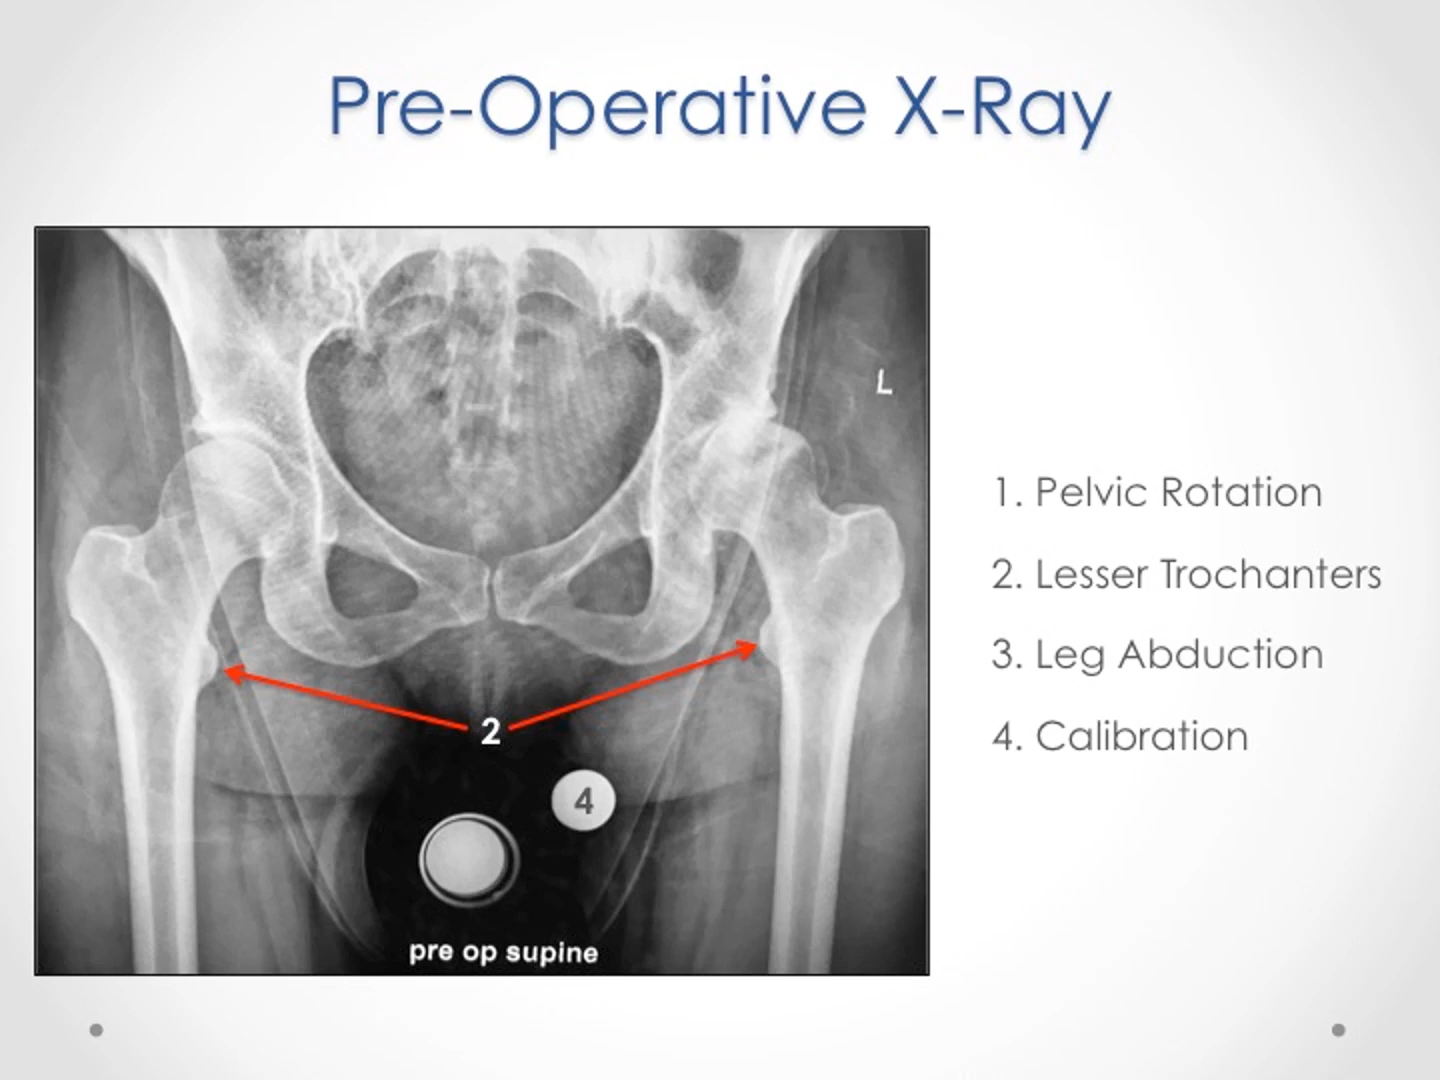 Pre-Operative X-Ray
L
1. Pelvic Rotation
2. Lesser Trochanters
3. Leg Abduction
2
4. Calibration
4
pre op supine